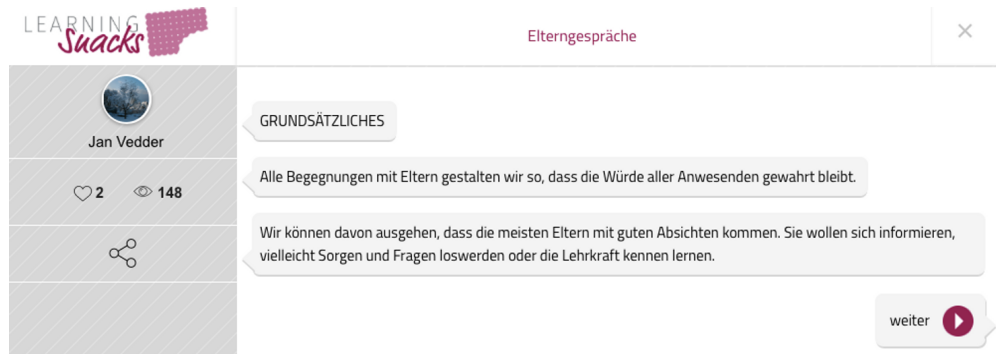 LEARNING
Snacks
Elterngespräche
Jan Vedder
2 148
GRUNDSÄTZLICHES
Alle Begegnungen mit Eltern gestalten wir so, dass die Würde aller Anwesenden gewahrt bleibt.
Wir können davon ausgehen, dass die meisten Eltern mit guten Absichten kommen. Sie wollen sich informieren,
vielleicht Sorgen und Fragen loswerden oder die Lehrkraft kennen lernen.
weiter